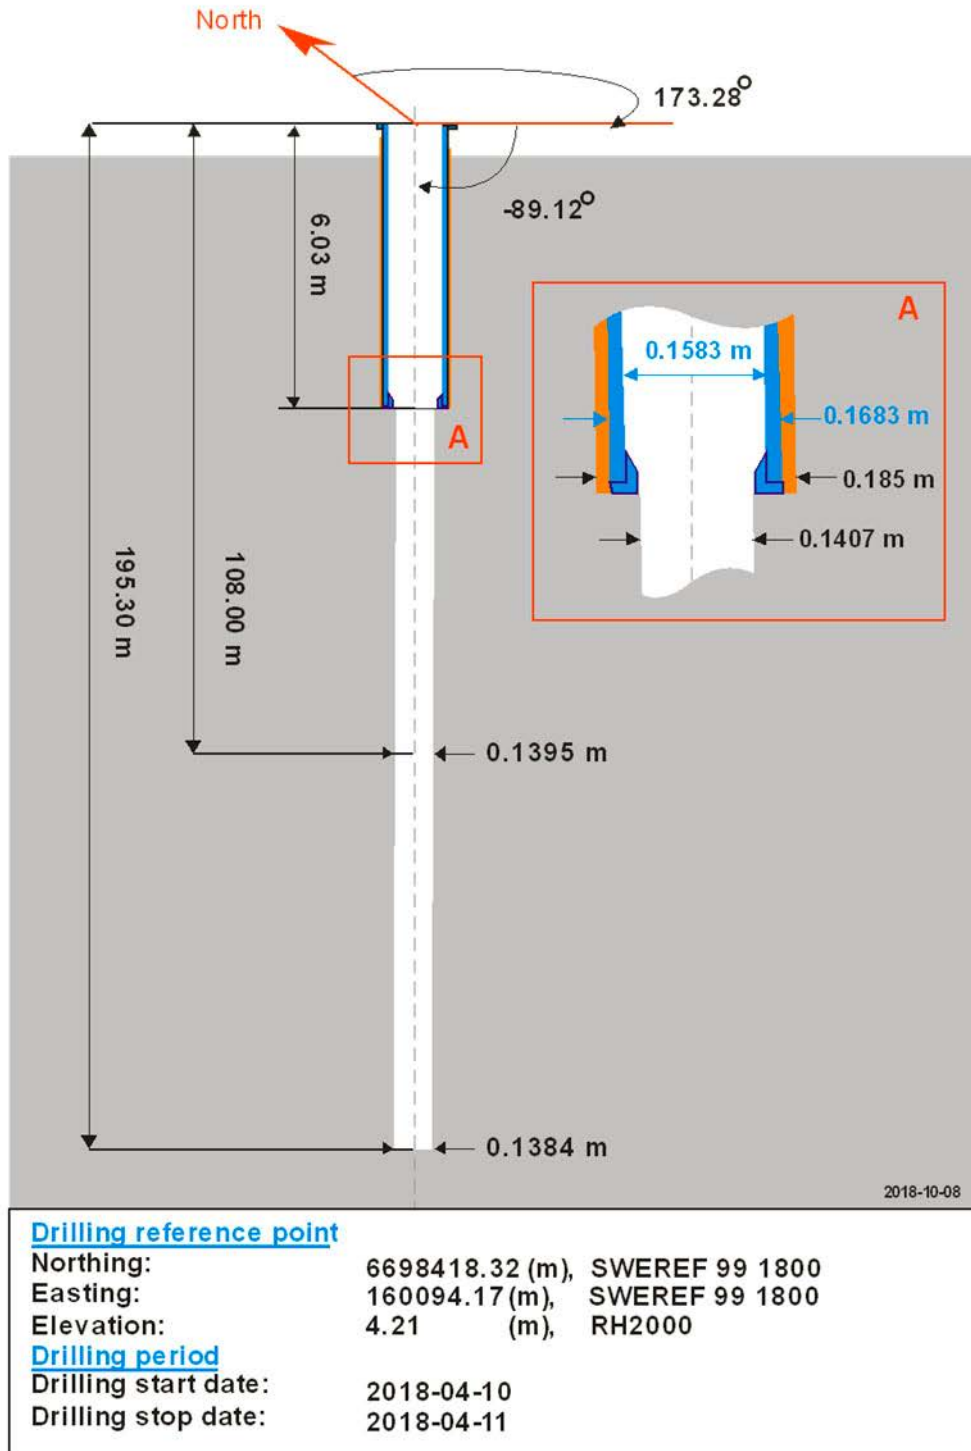 North
173.28°
-89.12°
6.03 m
A
0.1583 m
0.1683 m
A
0.185 m
0.1407 m
195.30 m
108.00 m
0.1395 m
0.1384 m
2018-10-08
Drilling reference point
Northing: 6698418.32 (m), SWEREF 99 1800
Easting: 160094.17 (m), SWEREF 99 1800
Elevation: 4.21 (m), RH2000
Drilling period
Drilling start date: 2018-04-10
Drilling stop date: 2018-04-11